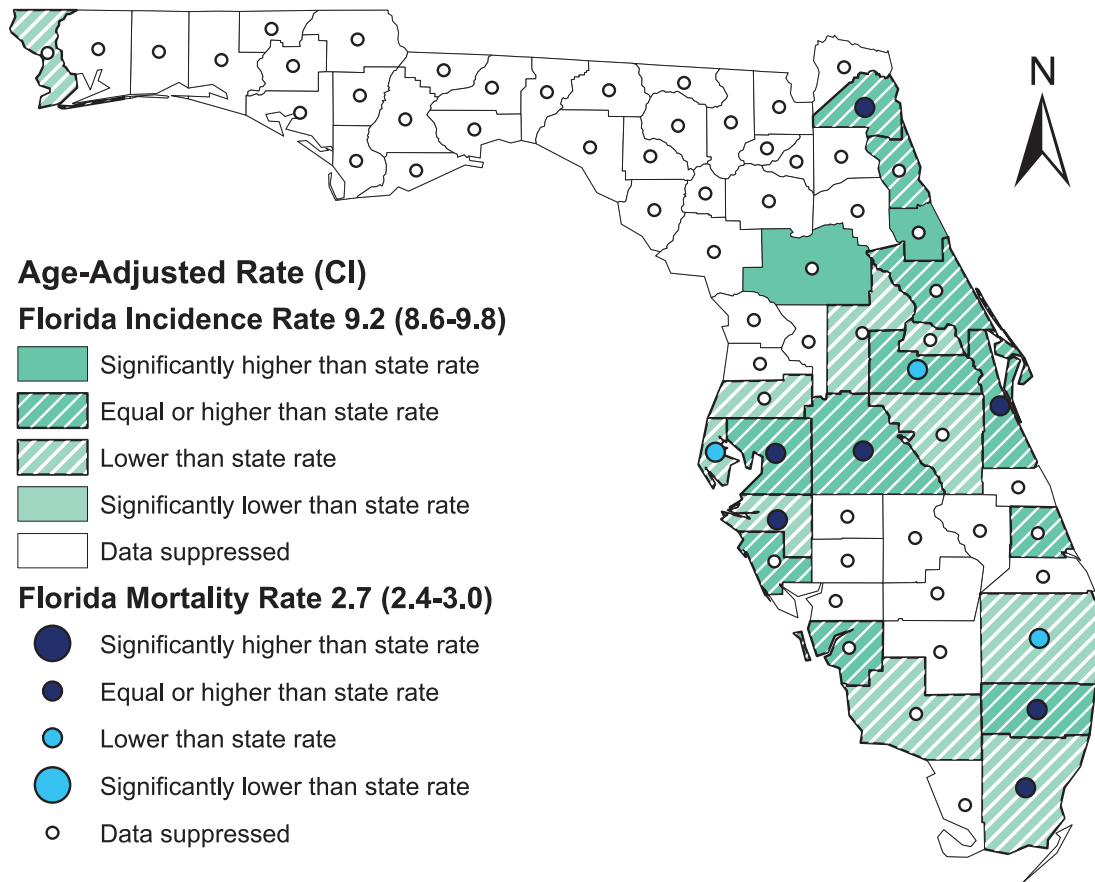 N
Age-Adjusted Rate (CI)
Florida Incidence Rate 9.2 (8.6-9.8)
Significantly higher than state rate
Equal or higher than state rate
Lower than state rate
Significantly lower than state rate
Data suppressed
Florida Mortality Rate 2.7 (2.4-3.0)
Significantly higher than state rate
Equal or higher than state rate
Lower than state rate
Significantly lower than state rate
Data suppressed